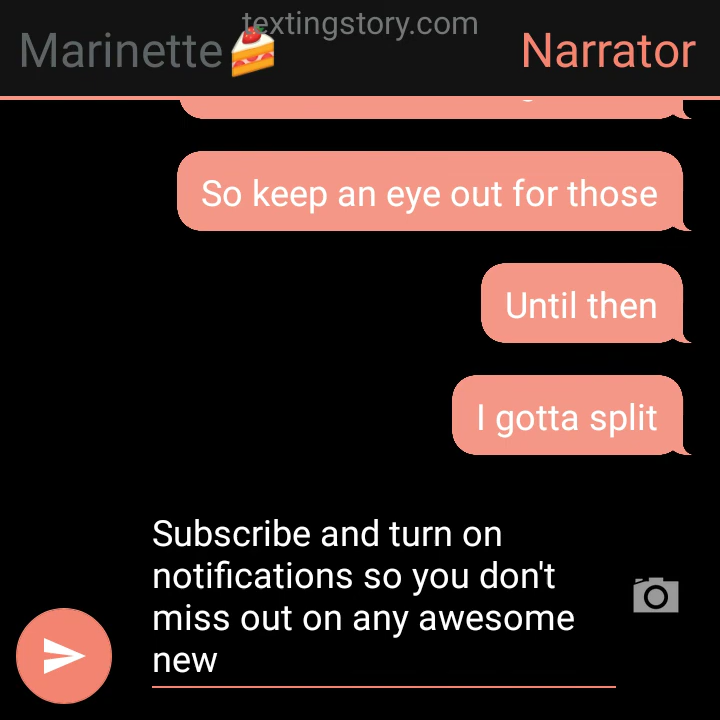 textingstory.com
Marinette🍰
Narrator
So keep an eye out for those
Until then
I gotta split
Subscribe and turn on
notifications so you don't
miss out on any awesome
new